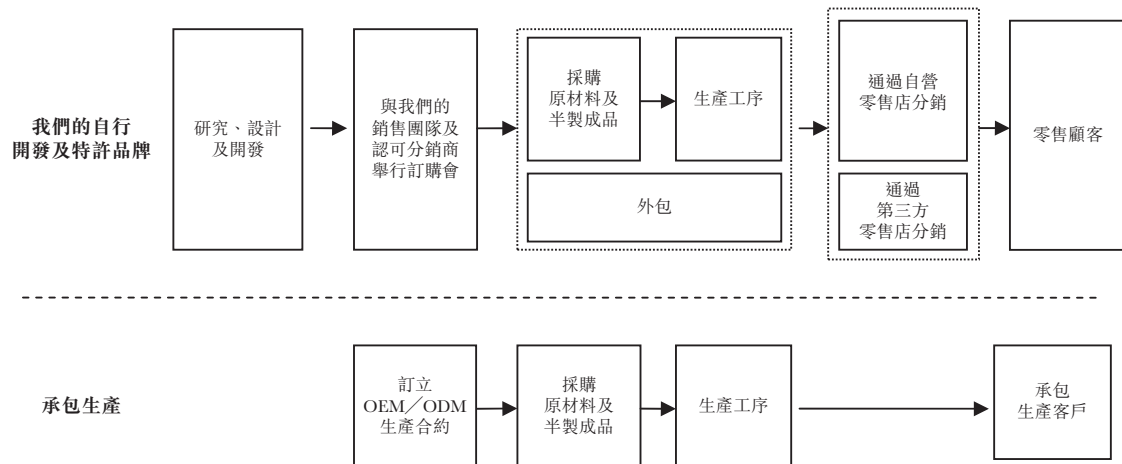 我們的自行
開發及特許品牌
研究、設計
及開發
與我們的
銷售團隊及
認可分銷商
舉行訂購會
採購
原材料及
半製成品
生產工序
外包
通過自營
零售店分銷
通過
第三方
零售店分銷
零售顧客
承包生產
訂立
OEM／ODM
生產合約
採購
原材料及
半製成品
生產工序
承包
生產客戶